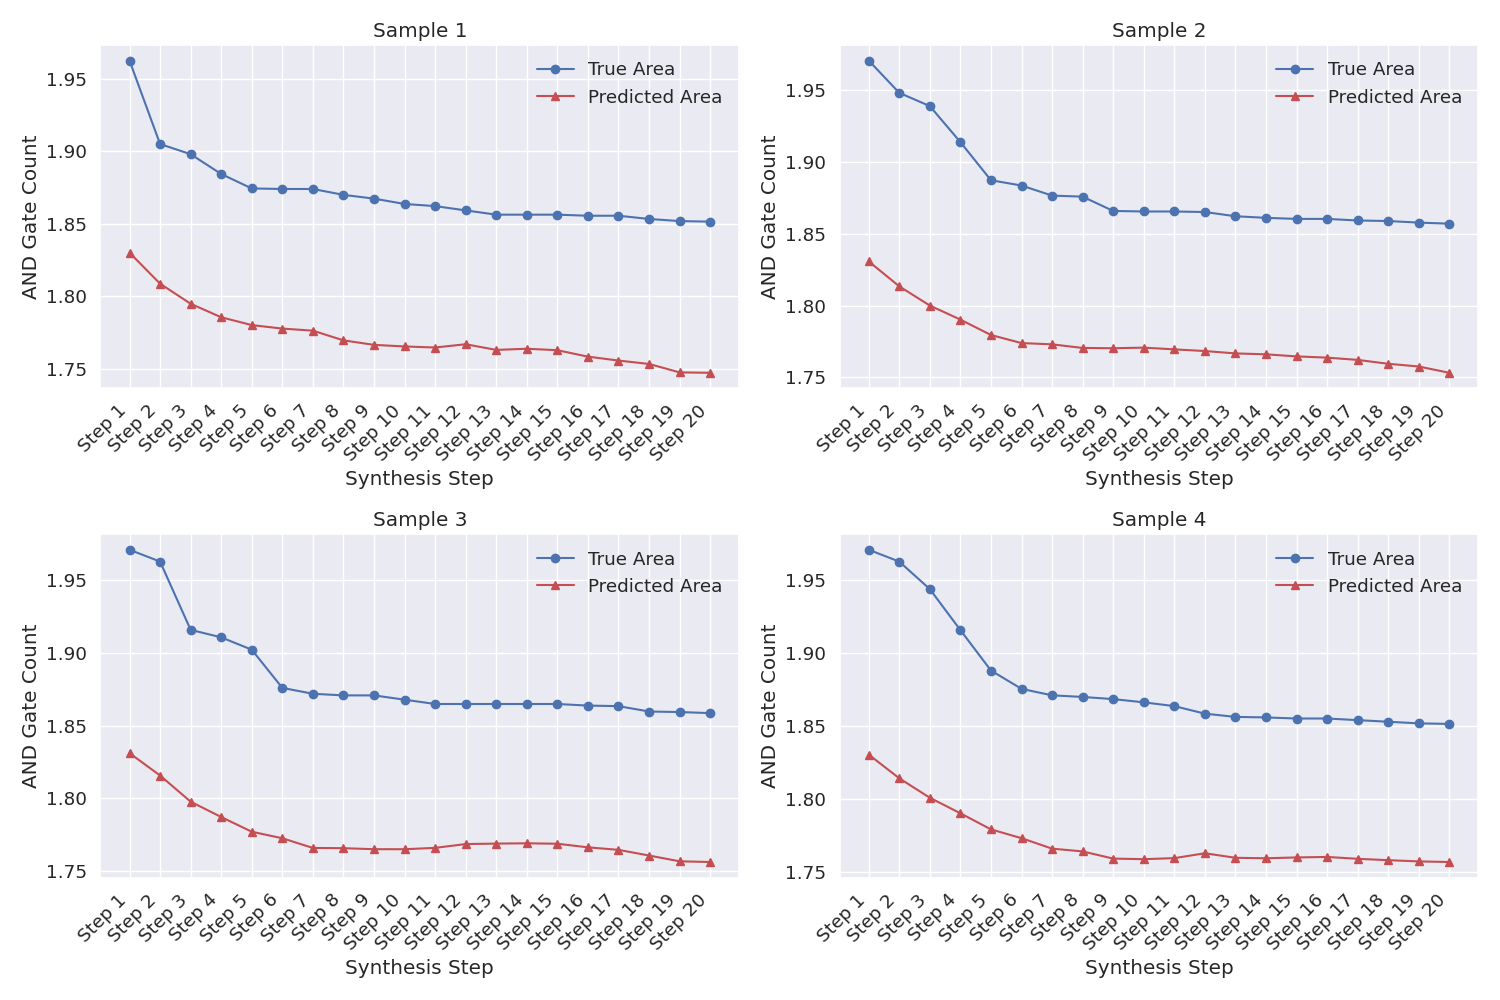 Sample 1
True Area
Predicted Area
AND Gate Count
1.95
1.90
1.85
1.80
1.75
Step 1
Step 2
Step 3
Step 4
Step 5
Step 6
Step 7
Step 8
Step 9
Step 10
Step 11
Step 12
Step 13
Step 14
Step 15
Step 16
Step 17
Step 18
Step 19
Step 20
Synthesis Step
Sample 2
True Area
Predicted Area
AND Gate Count
1.95
1.90
1.85
1.80
1.75
Step 1
Step 2
Step 3
Step 4
Step 5
Step 6
Step 7
Step 8
Step 9
Step 10
Step 11
Step 12
Step 13
Step 14
Step 15
Step 16
Step 17
Step 18
Step 19
Step 20
Synthesis Step
Sample 3
True Area
Predicted Area
AND Gate Count
1.95
1.90
1.85
1.80
1.75
Step 1
Step 2
Step 3
Step 4
Step 5
Step 6
Step 7
Step 8
Step 9
Step 10
Step 11
Step 12
Step 13
Step 14
Step 15
Step 16
Step 17
Step 18
Step 19
Step 20
Synthesis Step
Sample 4
True Area
Predicted Area
AND Gate Count
1.95
1.90
1.85
1.80
1.75
Step 1
Step 2
Step 3
Step 4
Step 5
Step 6
Step 7
Step 8
Step 9
Step 10
Step 11
Step 12
Step 13
Step 14
Step 15
Step 16
Step 17
Step 18
Step 19
Step 20
Synthesis Step